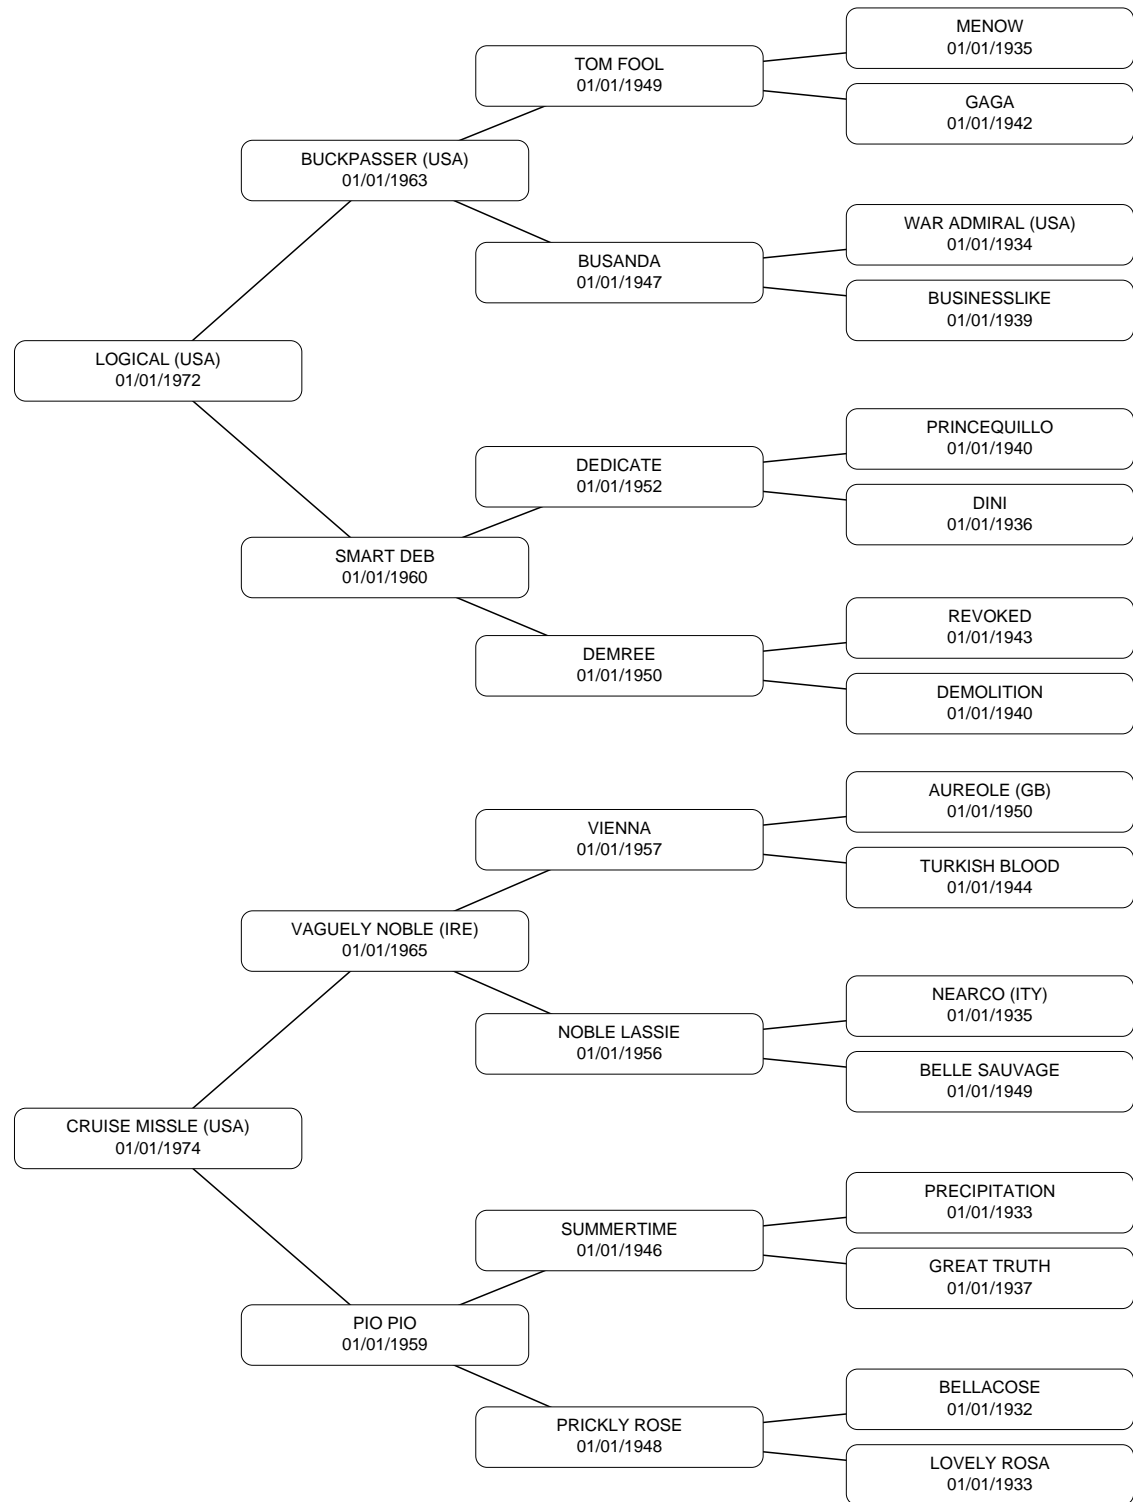 MENOW
01/01/1935
TOM FOOL
01/01/1949
GAGA
01/01/1942
BUCKPASSER (USA)
01/01/1963
WAR ADMIRAL (USA)
01/01/1934
BUSANDA
01/01/1947
BUSINESSLIKE
01/01/1939
LOGICAL (USA)
01/01/1972
PRINCEQUILLO
01/01/1940
DEDICATE
01/01/1952
DINI
01/01/1936
SMART DEB
01/01/1960
REVOKED
01/01/1943
DEMREE
01/01/1950
DEMOLITION
01/01/1940
AUREOLE (GB)
01/01/1950
VIENNA
01/01/1957
TURKISH BLOOD
01/01/1944
VAGUELY NOBLE (IRE)
01/01/1965
NEARCO (ITY)
01/01/1935
NOBLE LASSIE
01/01/1956
BELLE SAUVAGE
01/01/1949
CRUISE MISSLE (USA)
01/01/1974
PRECIPITATION
01/01/1933
SUMMERTIME
01/01/1946
GREAT TRUTH
01/01/1937
PIO PIO
01/01/1959
BELLACOSE
01/01/1932
PRICKLY ROSE
01/01/1948
LOVELY ROSA
01/01/1933